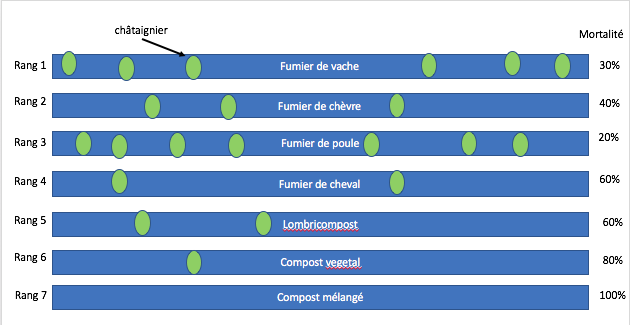 châtaignier
Mortalité
Rang 1 Fumier de vache 30%
Rang 2 Fumier de chèvre 40%
Rang 3 Fumier de poule 20%
Rang 4 Fumier de cheval 60%
Rang 5 Lombricompost 60%
Rang 6 Compost vegetal 80%
Rang 7 Compost mélangé 100%